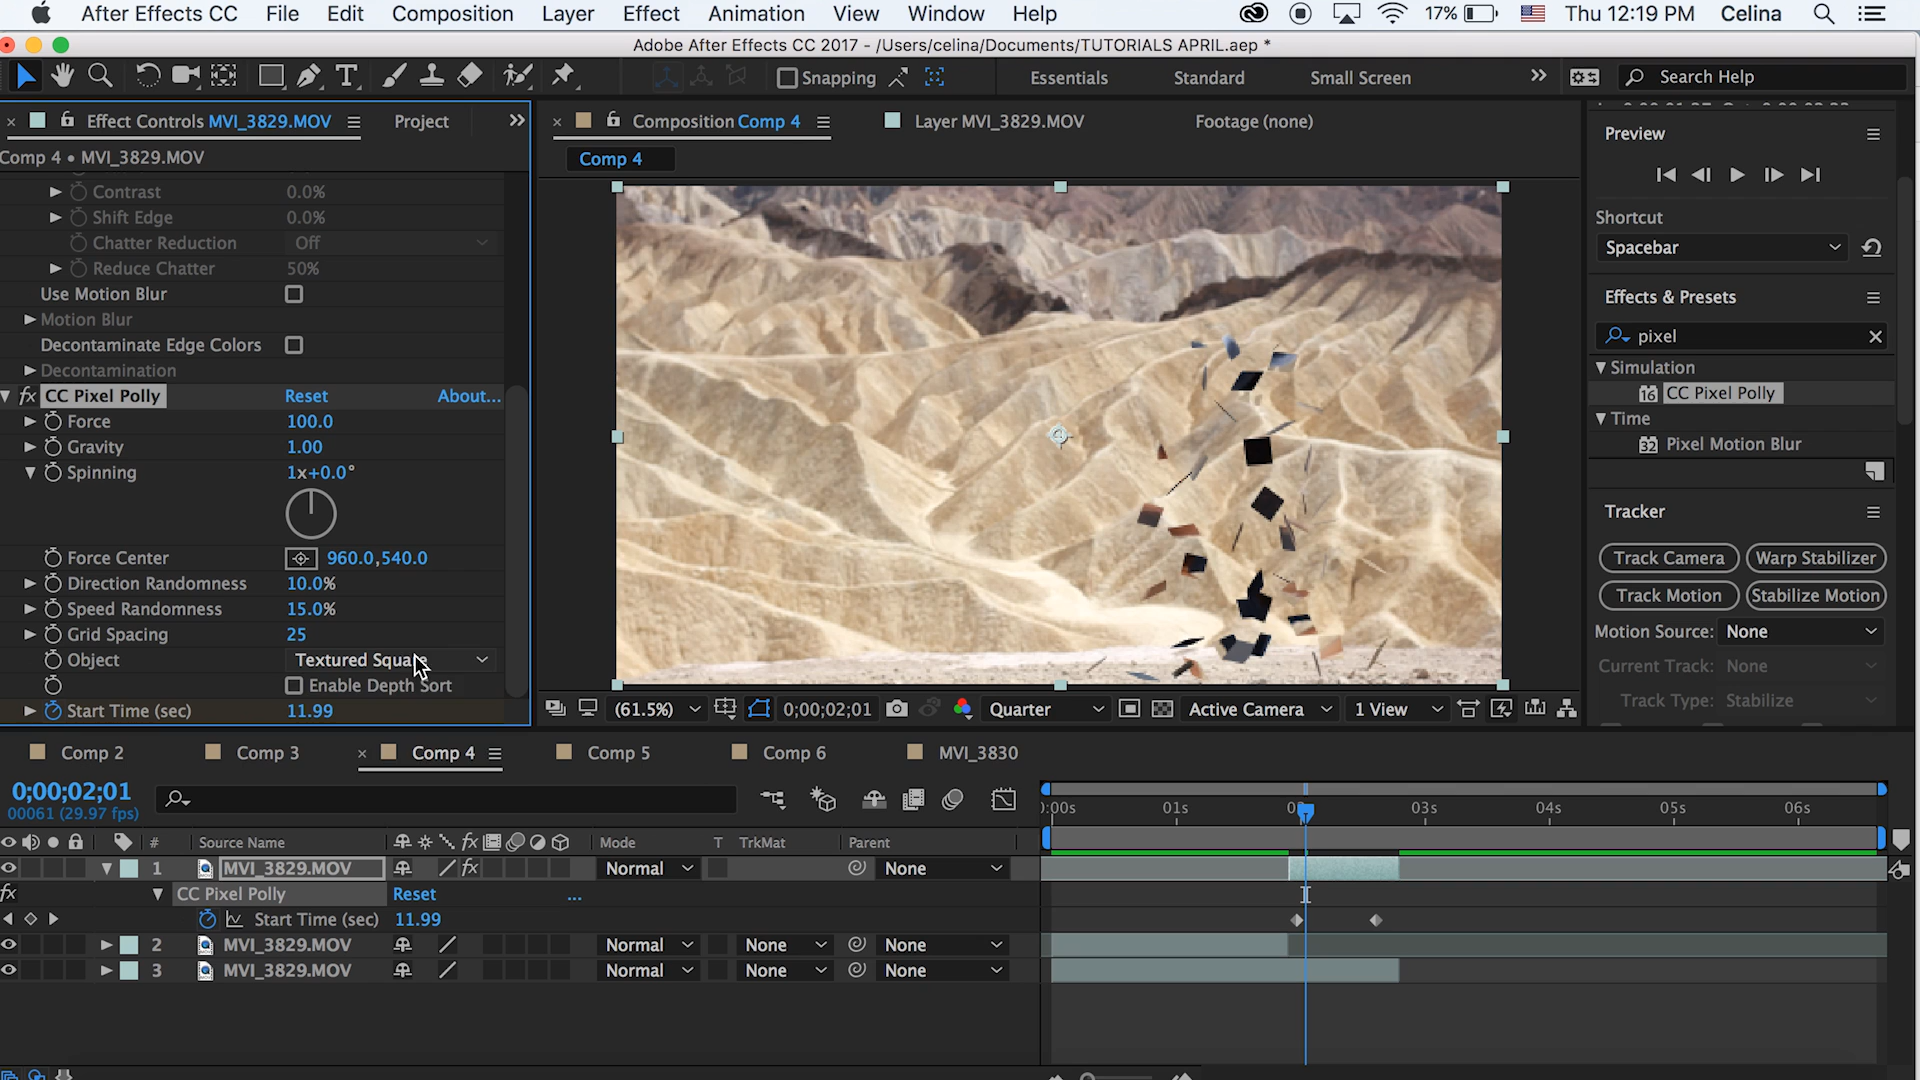 After Effects CC File Edit Composition Layer Effect Animation View Window Help 17% Thu 12:19 PM Celina
Adobe After Effects CC 2017 - /Users/celina/Documents/TUTORIALS APRIL.aep *
Snapping Essentials Standard Small Screen Search Help
Effect Controls MVI_3829.MOV Project
Comp 4 • MVI_3829.MOV
Contrast 0.0%
Shift Edge 0.0%
Chatter Reduction Off
Reduce Chatter 50%
Use Motion Blur
Motion Blur
Decontaminate Edge Colors
Decontamination
fx CC Pixel Polly Reset About...
Force 100.0
Gravity 1.00
Spinning 1x+0.0°
Force Center 960.0,540.0
Direction Randomness 10.0%
Speed Randomness 15.0%
Grid Spacing 25
Object Textured Square
Enable Depth Sort
Start Time (sec) 11.99
Composition Comp 4 Layer MVI_3829.MOV Footage (none)
Comp 4
(61.5%) 0;00;02;01 Quarter Active Camera 1 View
Preview
Shortcut
Spacebar
Effects & Presets
pixel
Simulation
16 CC Pixel Polly
Time
32 Pixel Motion Blur
Tracker
Track Camera Warp Stabilizer
Track Motion Stabilize Motion
Motion Source: None
Current Track: None
Track Type: Stabilize
Comp 2 Comp 3 Comp 4 Comp 5 Comp 6 MVI_3830
0;00;02;01
00061 (29.97 fps)
:00s 01s 03s 04s 05s 06s
# Source Name fx Mode T TrkMat Parent
1 MVI_3829.MOV fx Normal None
fx CC Pixel Polly Reset ...
Start Time (sec) 11.99
2 MVI_3829.MOV Normal None None
3 MVI_3829.MOV Normal None None